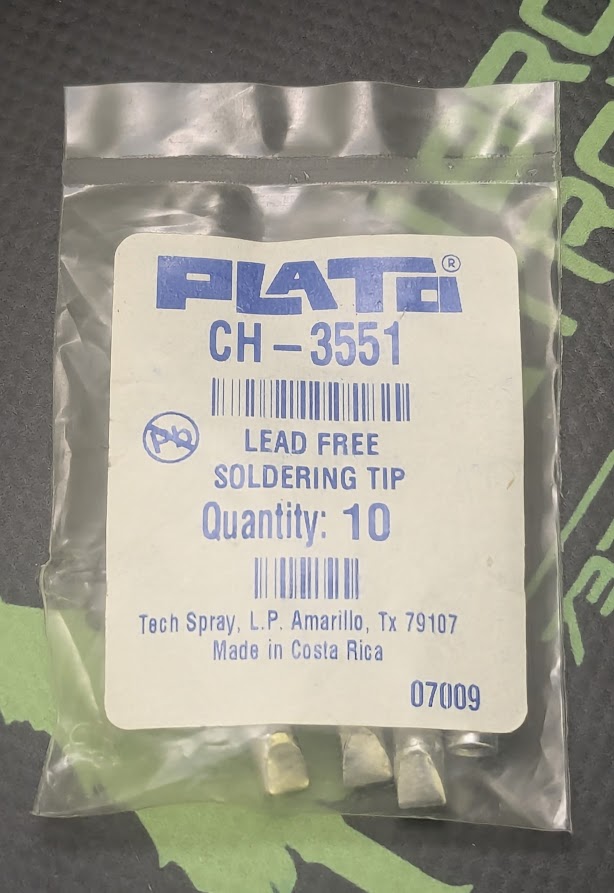 PLATO®
CH-3551
Pb
LEAD FREE
SOLDERING TIP
Quantity: 10
Tech Spray, L.P. Amarillo, Tx 79107
Made in Costa Rica
07009